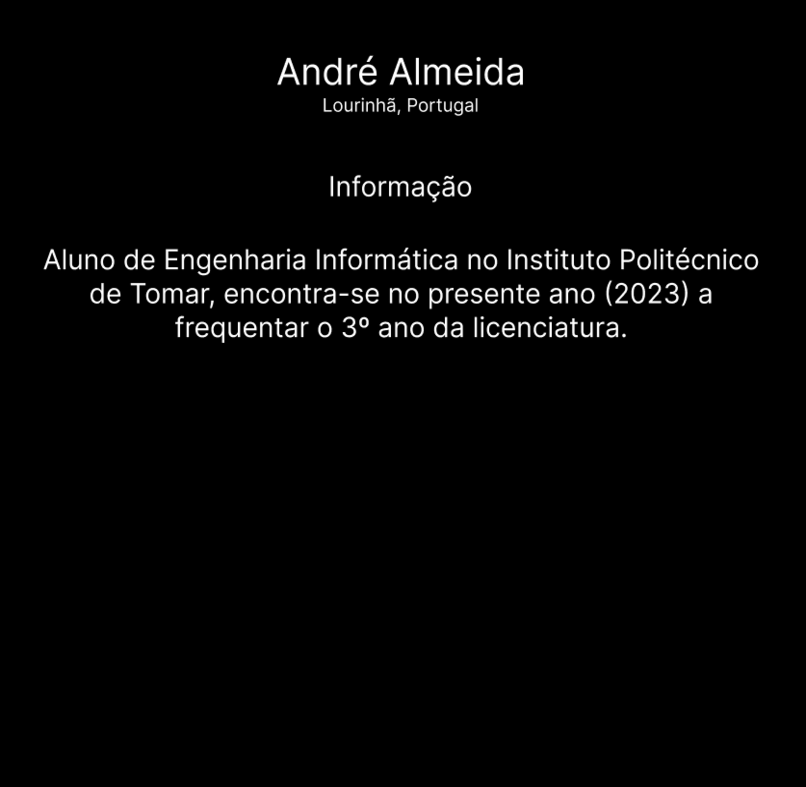 André Almeida
Lourinhã, Portugal
Informação
Aluno de Engenharia Informática no Instituto Politécnico
de Tomar, encontra-se no presente ano (2023) a
frequentar o 3º ano da licenciatura.